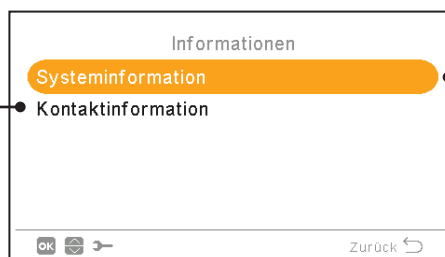 Informationen
Systeminformation
Kontaktinformation
OK Zurück